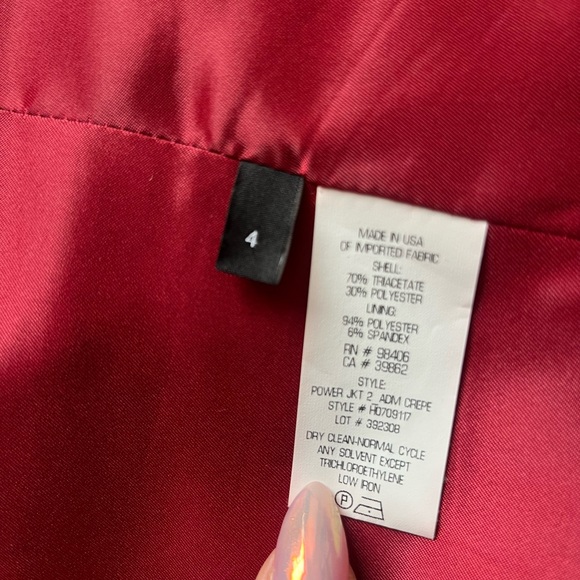 4
MADE IN USA
OF IMPORTED FABRIC
SHELL:
70% TRIACETATE
30% POLYESTER
LINING:
94% POLYESTER
6% SPANDEX
RN # 98406
CA # 39862
STYLE:
POWER JKT 2 ADM CREPE
STYLE # H0709117
LOT # 392308
DRY CLEAN-NORMAL CYCLE
ANY SOLVENT EXCEPT
TRICHLOROETHYLENE
LOW IRON
P